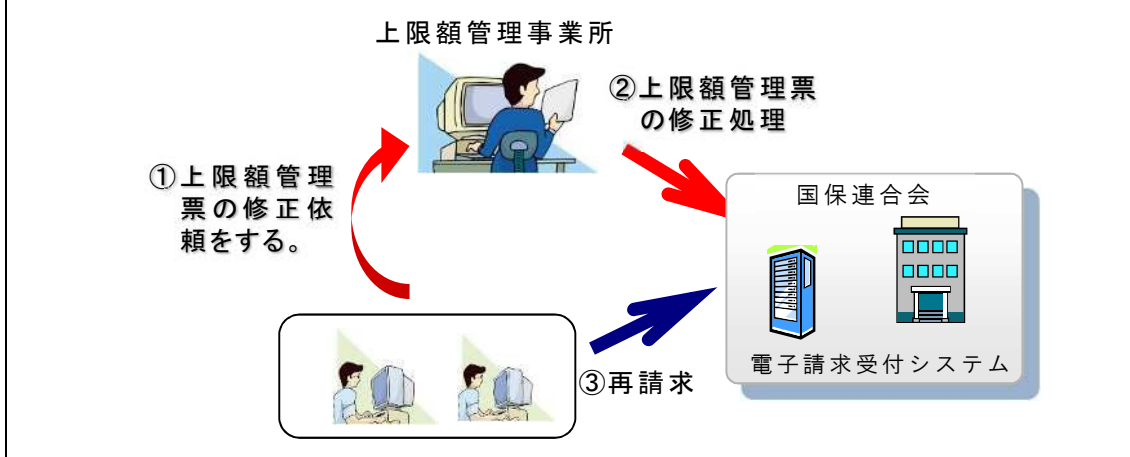 上限額管理事業所
②上限額管理票
の修正処理
①上限額管理
票の修正依
頼をする。
国保連合会
電子請求受付システム
③再請求